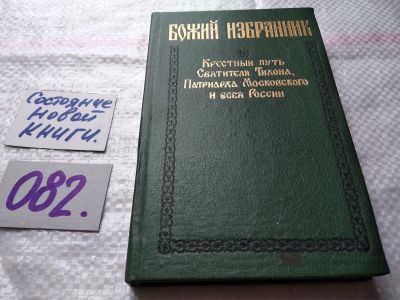 БОЖИЙ ИЗБРАННИК
Крестный путь
Святителя Тихона,
Патриарха Московского
и всея России
Состояние
новой
книги.
082.